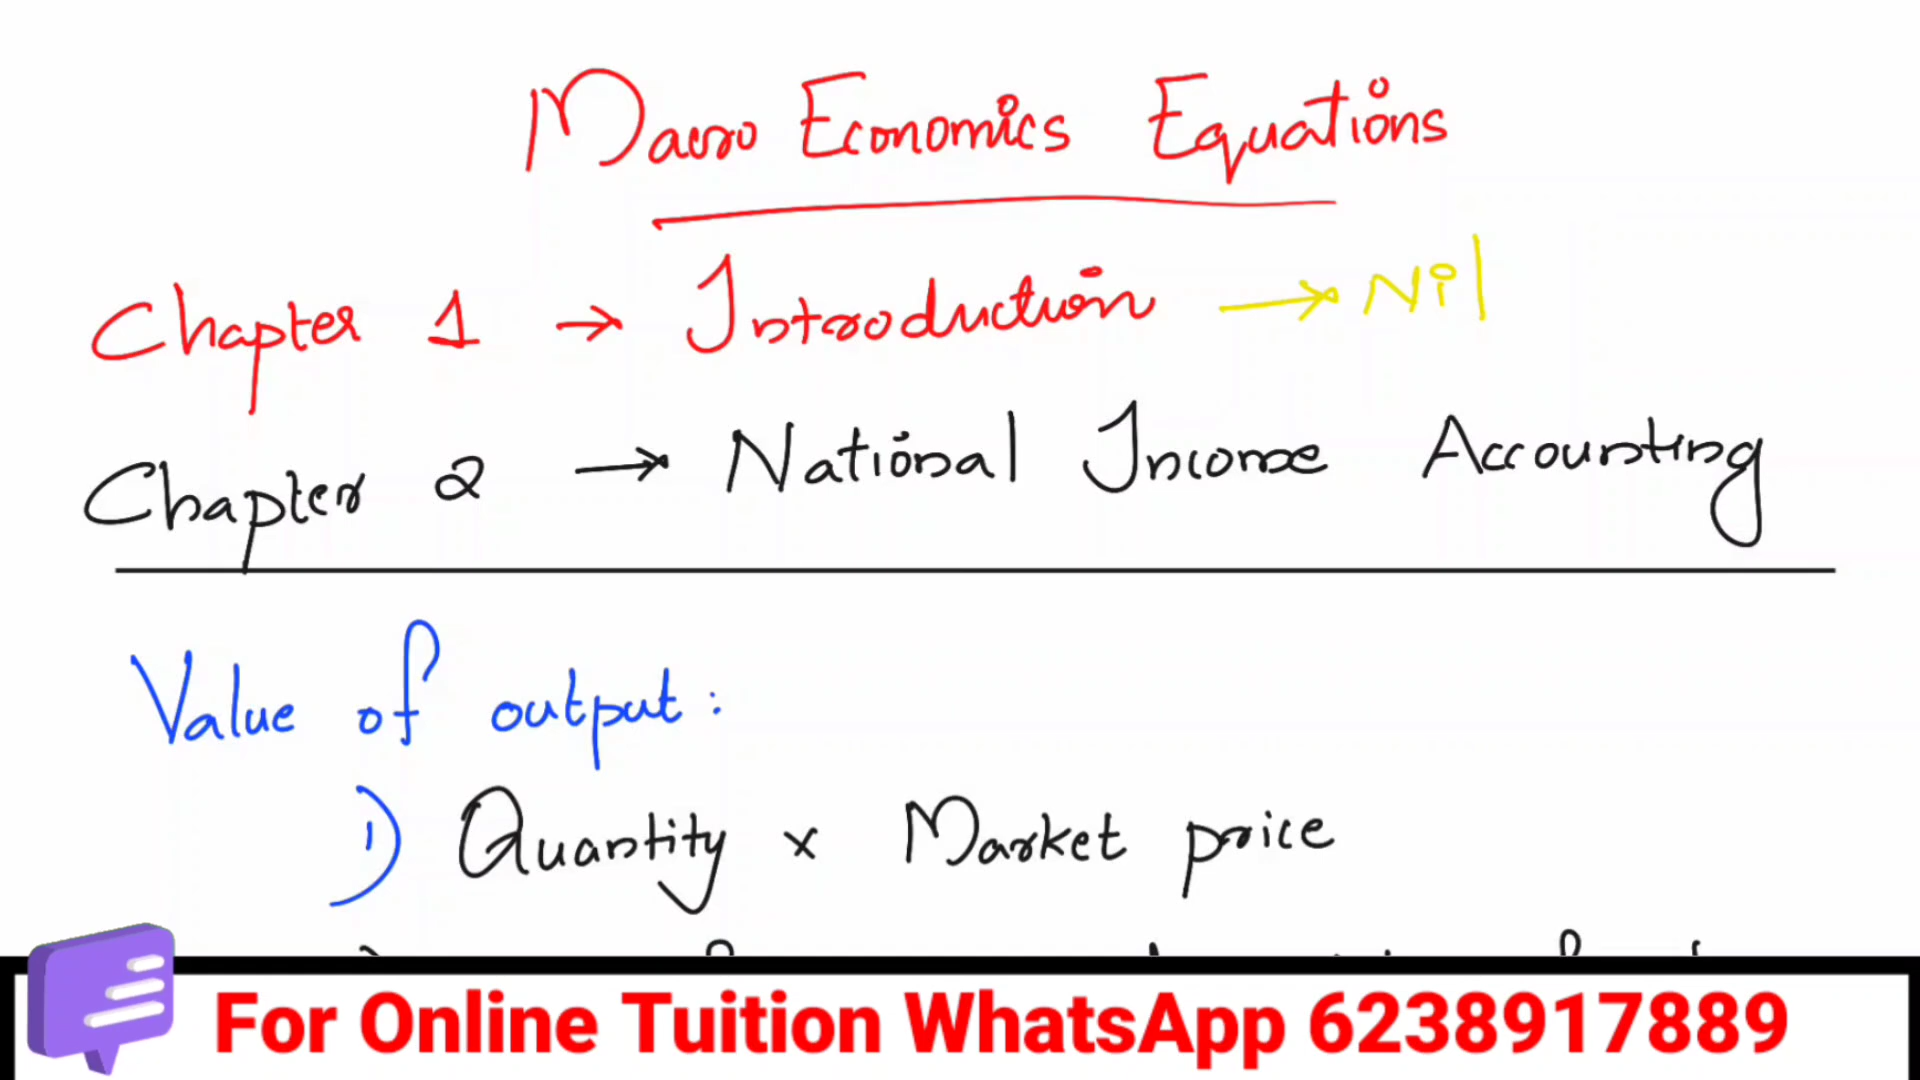 Macro Economics Equations
Chapter 1 → Introduction → Nil
Chapter 2 → National Income Accounting
Value of output :
1) Quantity x Market price
For Online Tuition WhatsApp 6238917889